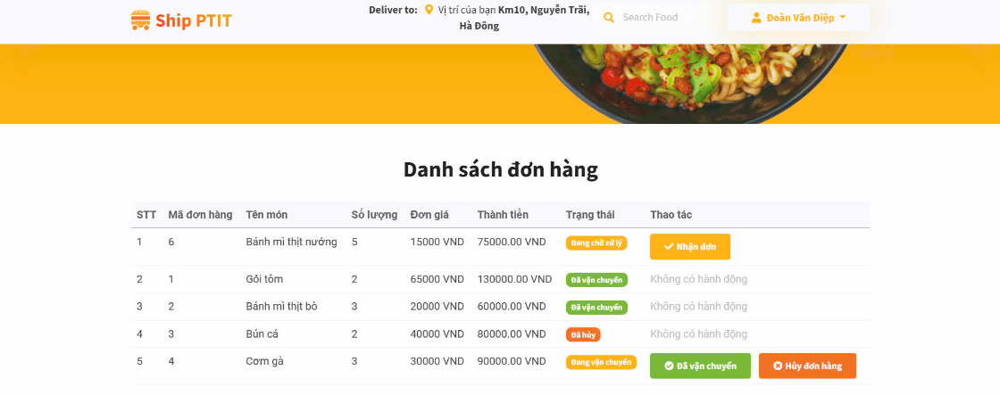 Ship PTIT
Deliver to: Vị trí của bạn Km10, Nguyễn Trãi,
Hà Đông
Search Food
Đoàn Văn Điệp
Danh sách đơn hàng
STT Mã đơn hàng Tên món Số lượng Đơn giá Thành tiền Trạng thái Thao tác
1 6 Bánh mì thịt nướng 5 15000 VND 75000.00 VND Đang chờ xử lý Nhận đơn
2 1 Gỏi tôm 2 65000 VND 130000.00 VND Đã vận chuyển Không có hành động
3 2 Bánh mì thịt bò 3 20000 VND 60000.00 VND Đã vận chuyển Không có hành động
4 3 Bún cá 2 40000 VND 80000.00 VND Đã hủy Không có hành động
5 4 Cơm gà 3 30000 VND 90000.00 VND Đang vận chuyển Đã vận chuyển Hủy đơn hàng